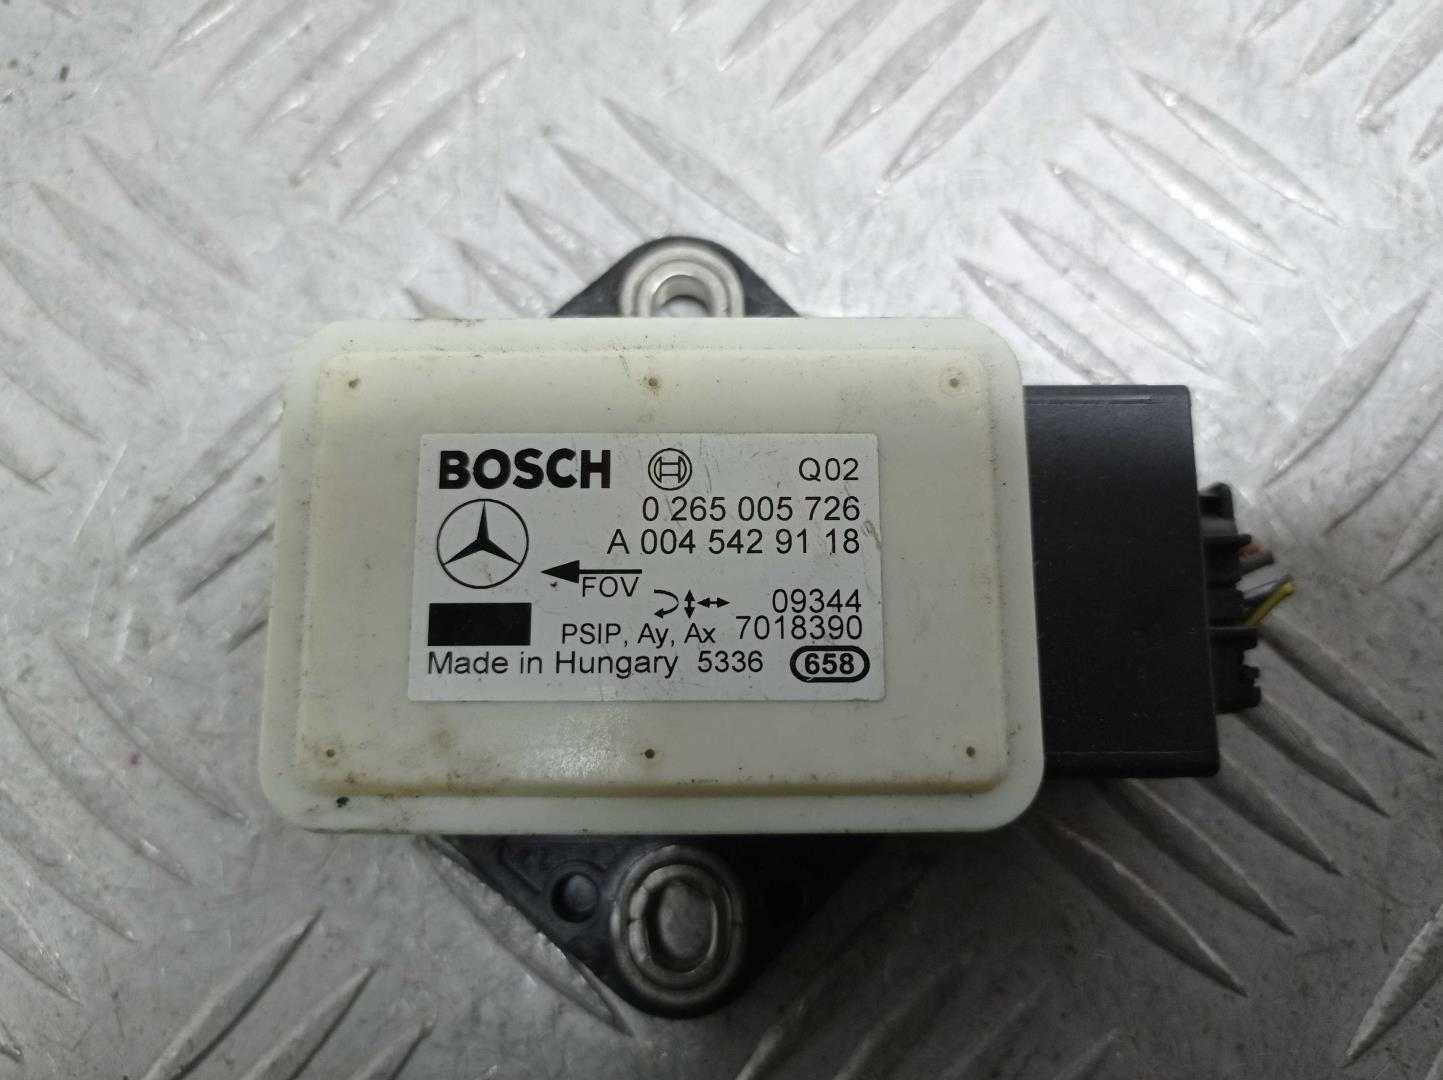 BOSCH Q02
0 265 005 726
A 004 542 91 18
FOV
09344
PSIP, Ay, Ax 7018390
Made in Hungary 5336 658